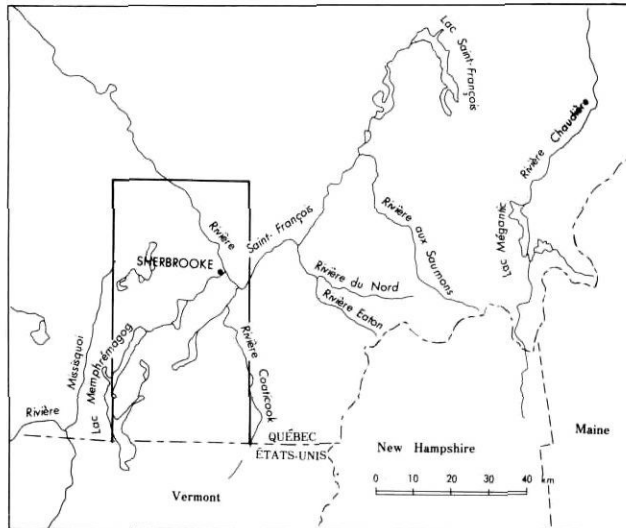 Lac Saint-François
Rivière Chaudière
Rivière
Saint-François
Rivière aux Saumons
Lac Mégantic
SHERBROOKE
Rivière du Nord
Rivière Eaton
Missisquoi
Lac Memphrémagog
Rivière Coaticook
Rivière
QUÉBEC
ÉTATS-UNIS
New Hampshire
Maine
Vermont
0 10 20 30 40 km